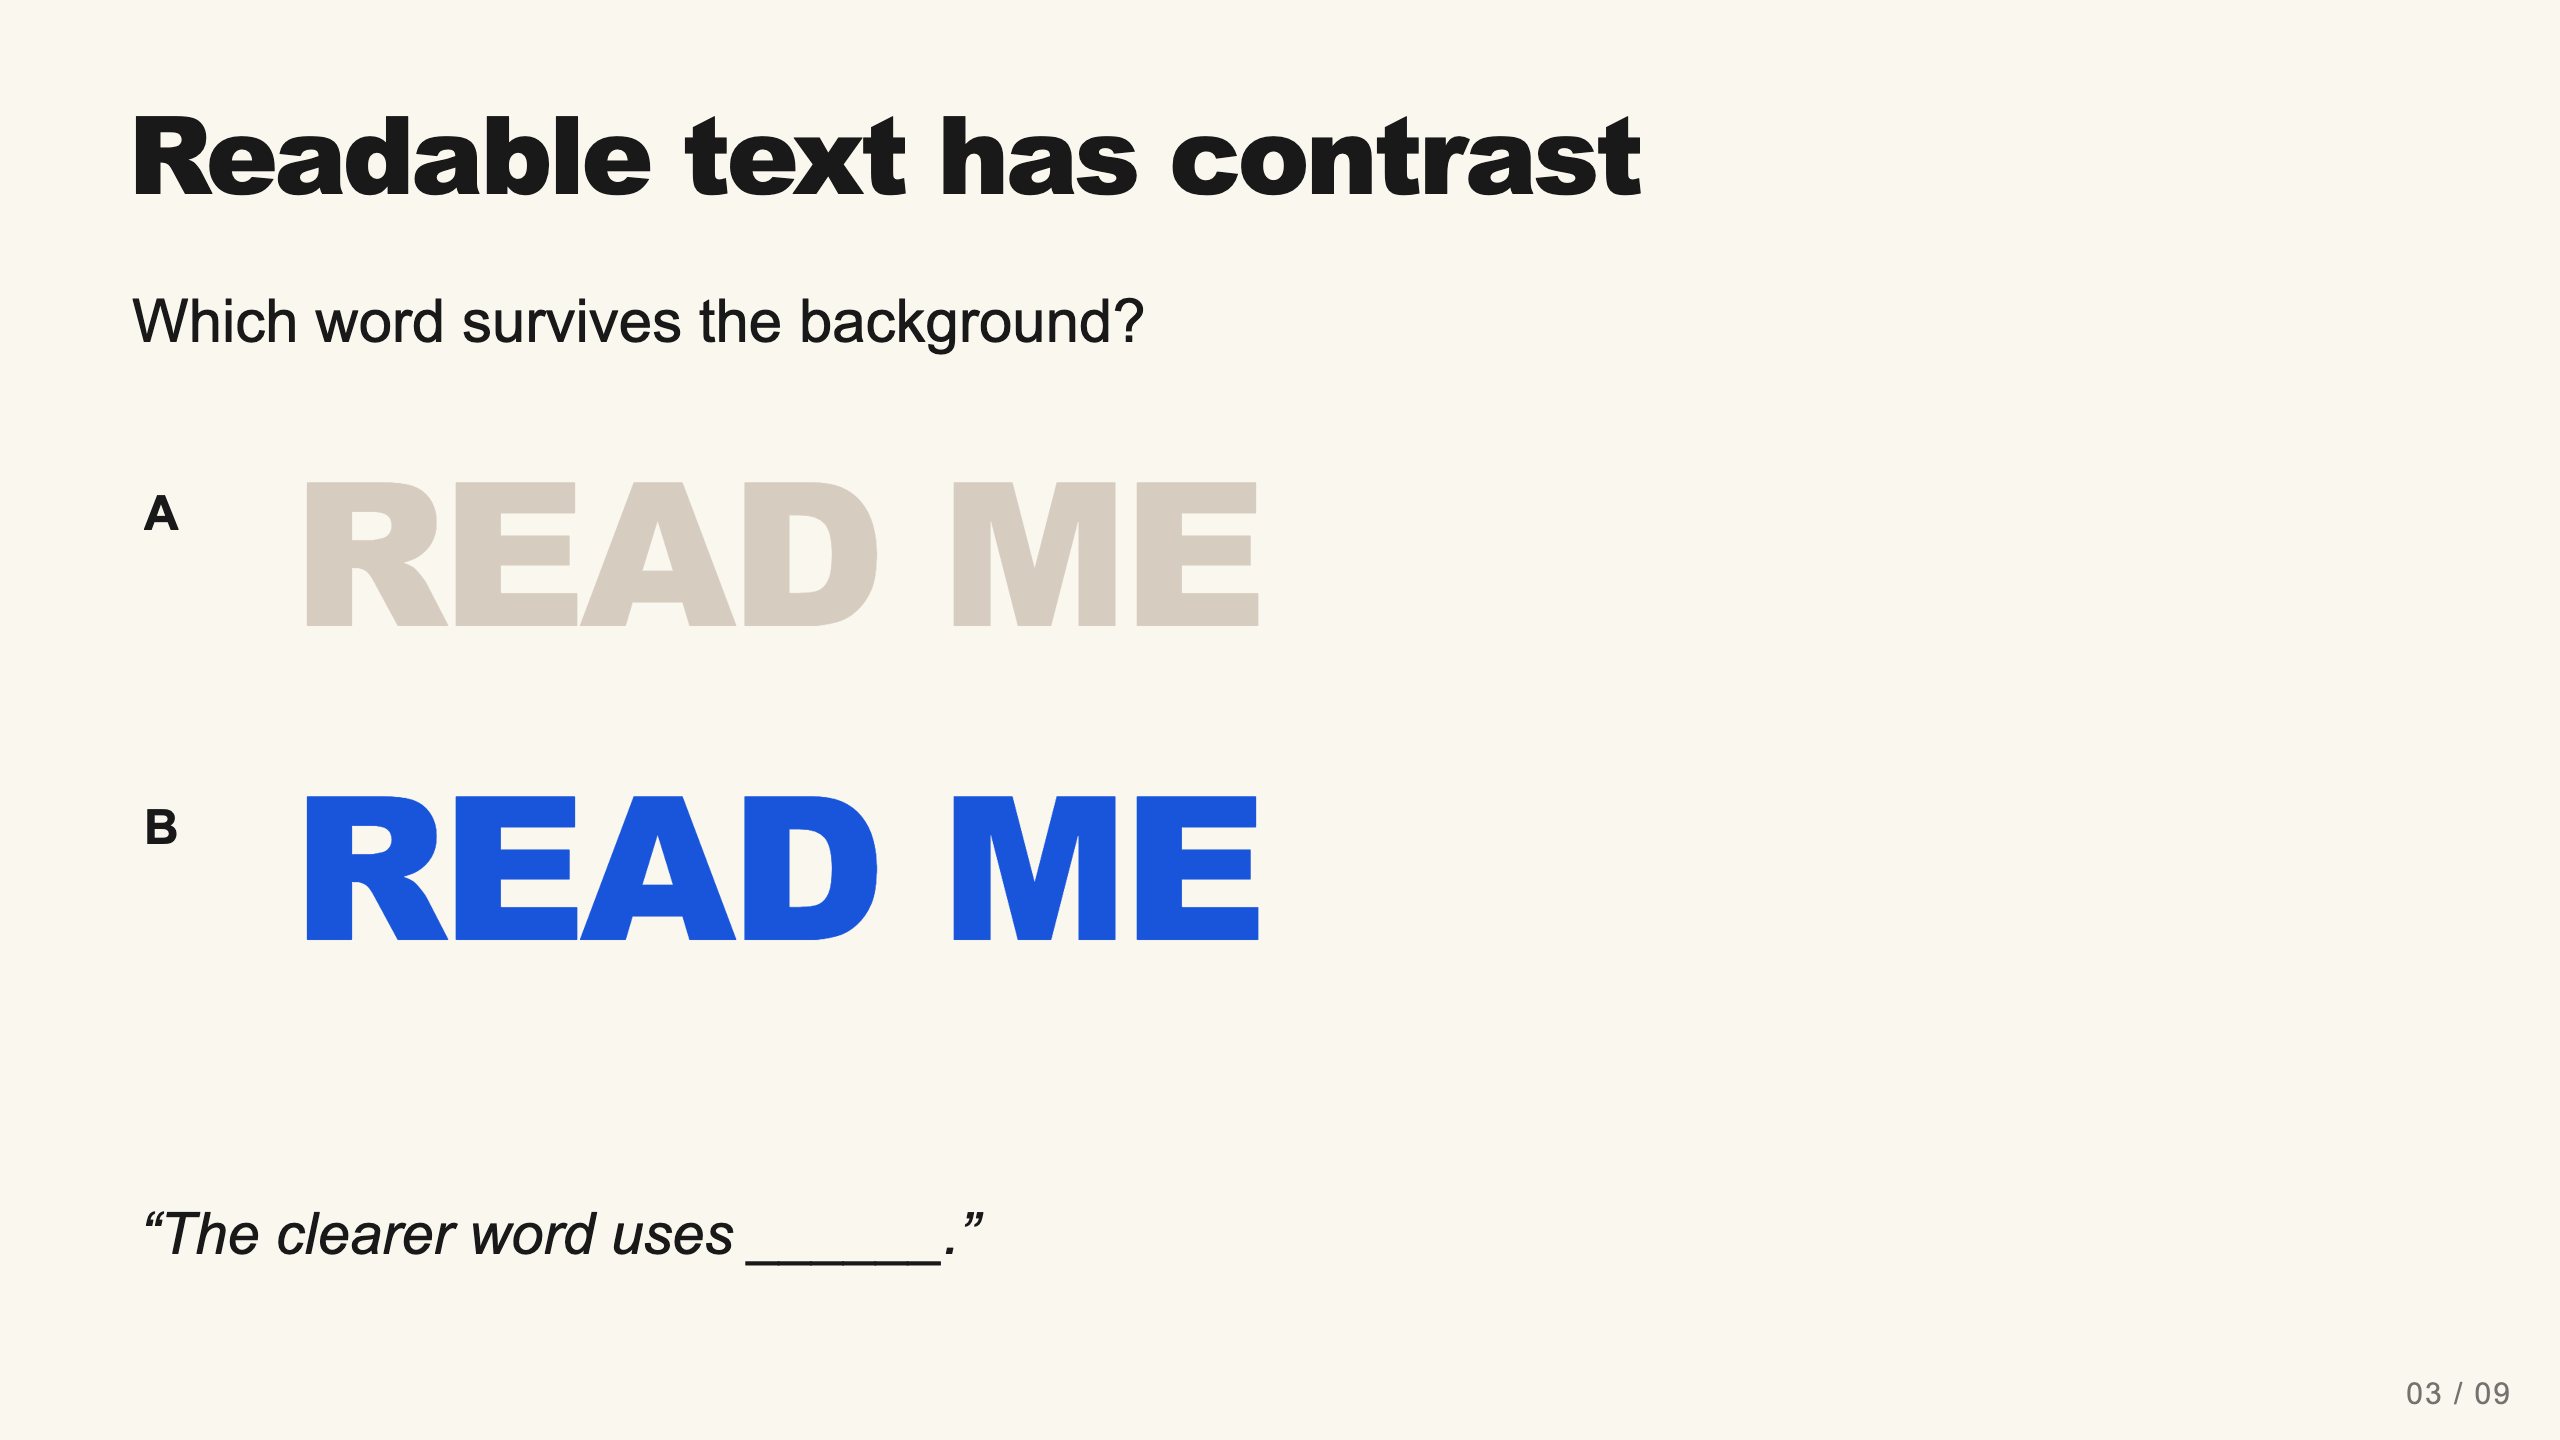 Readable text has contrast
Which word survives the background?
A READ ME
B READ ME
“The clearer word uses ______.”
03 / 09